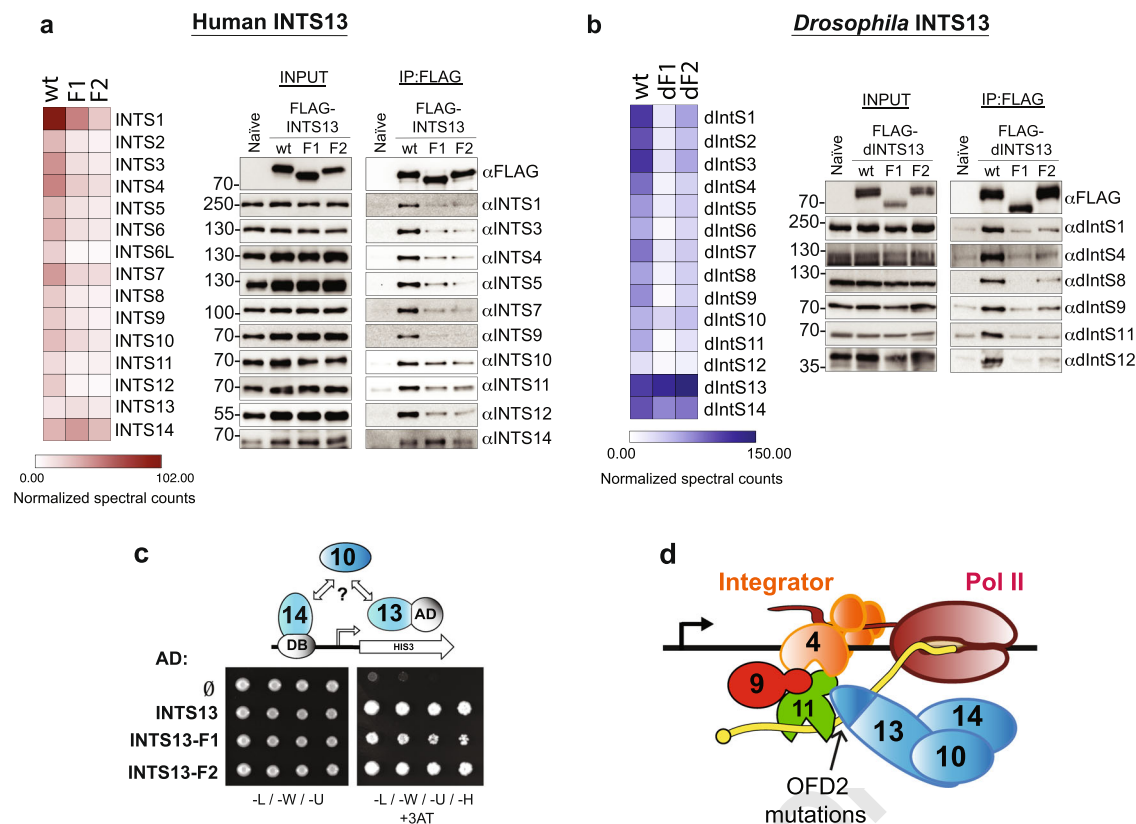 a
Human INTS13
wt
F1
F2
INTS1
INTS2
INTS3
INTS4
INTS5
INTS6
INTS6L
INTS7
INTS8
INTS9
INTS10
INTS11
INTS12
INTS13
INTS14
0.00
102.00
Normalized spectral counts
INPUT
Naïve
FLAG-
INTS13
wt F1 F2
70
250
130
130
130
100
70
70
70
55
70
IP:FLAG
Naïve
FLAG-
INTS13
wt F1 F2
αFLAG
αINTS1
αINTS3
αINTS4
αINTS5
αINTS7
αINTS9
αINTS10
αINTS11
αINTS12
αINTS14
b
Drosophila INTS13
wt
dF1
dF2
dIntS1
dIntS2
dIntS3
dIntS4
dIntS5
dIntS6
dIntS7
dIntS8
dIntS9
dIntS10
dIntS11
dIntS12
dIntS13
dIntS14
0.00
150.00
Normalized spectral counts
INPUT
Naïve
FLAG-
dINTS13
wt F1 F2
70
250
130
130
70
70
35
IP:FLAG
Naïve
FLAG-
dINTS13
wt F1 F2
αFLAG
αdIntS1
αdIntS4
αdIntS8
αdIntS9
αdIntS11
αdIntS12
c
10
?
14
DB
13
AD
HIS3
AD:
Ø
INTS13
INTS13-F1
INTS13-F2
-L / -W / -U
-L / -W / -U / -H
+3AT
d
Integrator
Pol II
4
9
11
13
14
10
OFD2
mutations